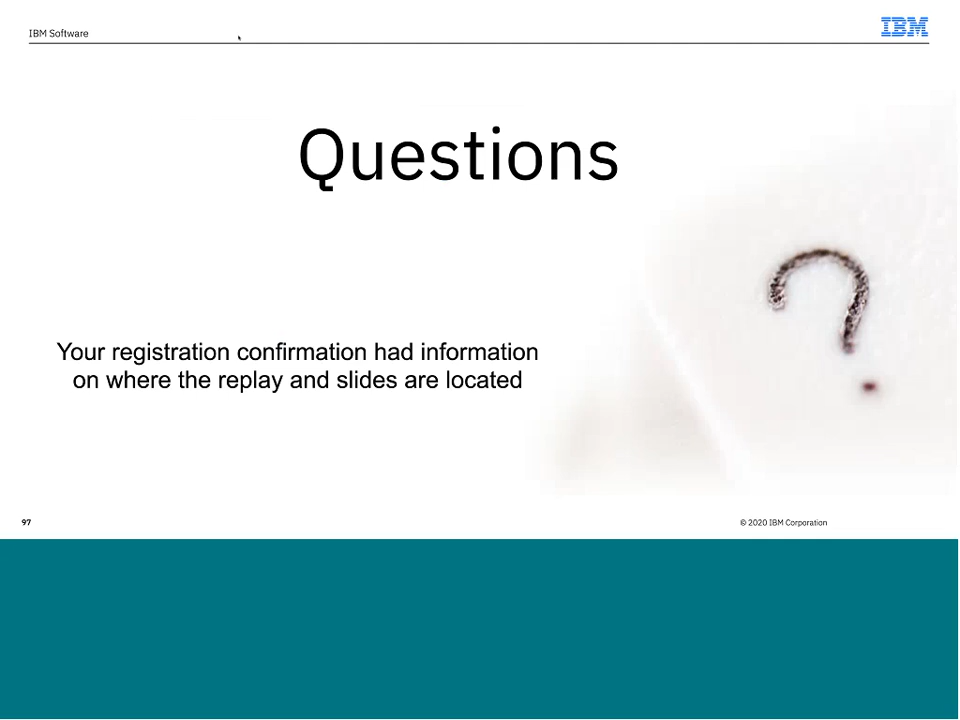 IBM Software
IBM
Questions
Your registration confirmation had information
on where the replay and slides are located
?
97
© 2020 IBM Corporation